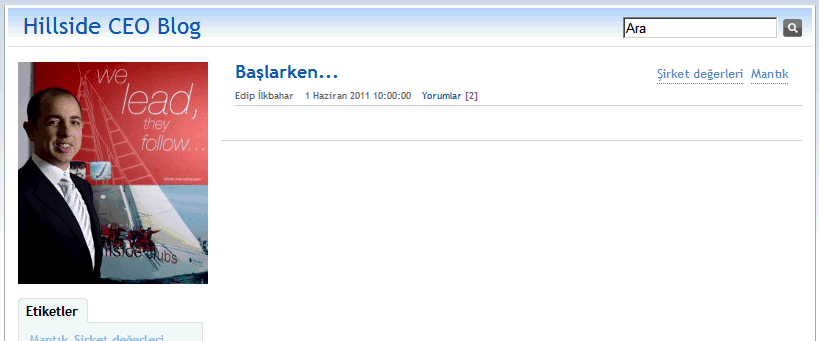 Hillside CEO Blog
Ara
we
lead,
they
follow...
hillside clubs
Başlarken...
Şirket değerleri Mantık
Edip İlkbahar 1 Haziran 2011 10:00:00 Yorumlar [2]
Etiketler
Mantık Şirket değerleri